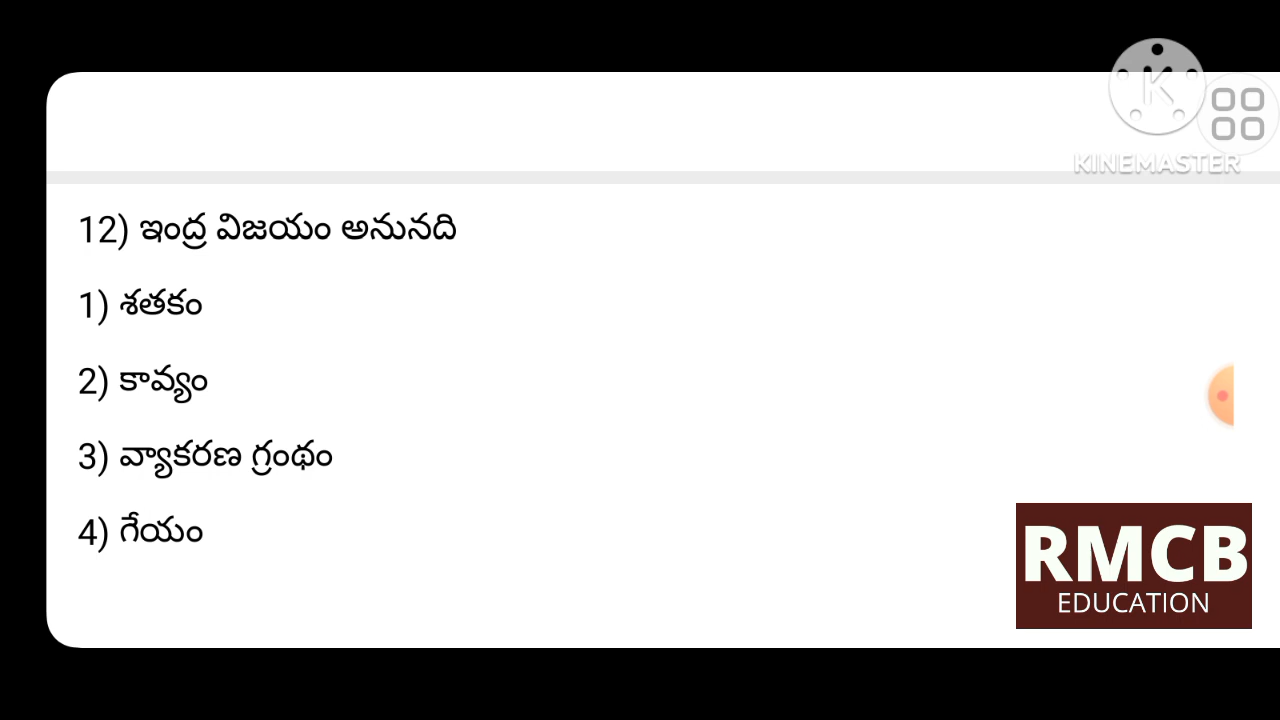 KINEMASTER
12) ఇంద్ర విజయం అనునది
1) శతకం
2) కావ్యం
3) వ్యాకరణ గ్రంథం
4) గేయం
RMCB
EDUCATION